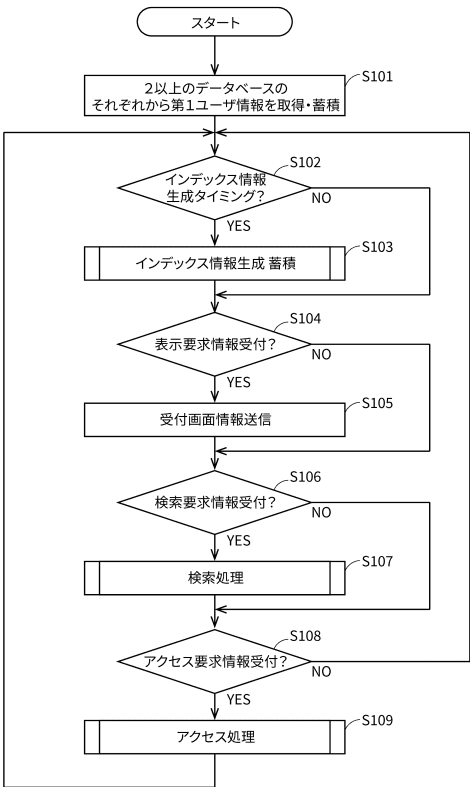 スタート
S101
2以上のデータベースの
それぞれから第1ユーザ情報を取得・蓄積
S102
インデックス情報
生成タイミング?
NO
YES
S103
インデックス情報生成 蓄積
S104
表示要求情報受付?
NO
YES
S105
受付画面情報送信
S106
検索要求情報受付?
NO
YES
S107
検索処理
S108
アクセス要求情報受付?
NO
YES
S109
アクセス処理